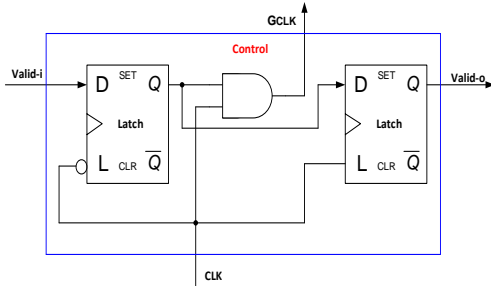 GCLK
Control
Valid-i
Valid-o
D SET Q
D SET Q
Latch
Latch
L CLR Q
L CLR Q
CLK